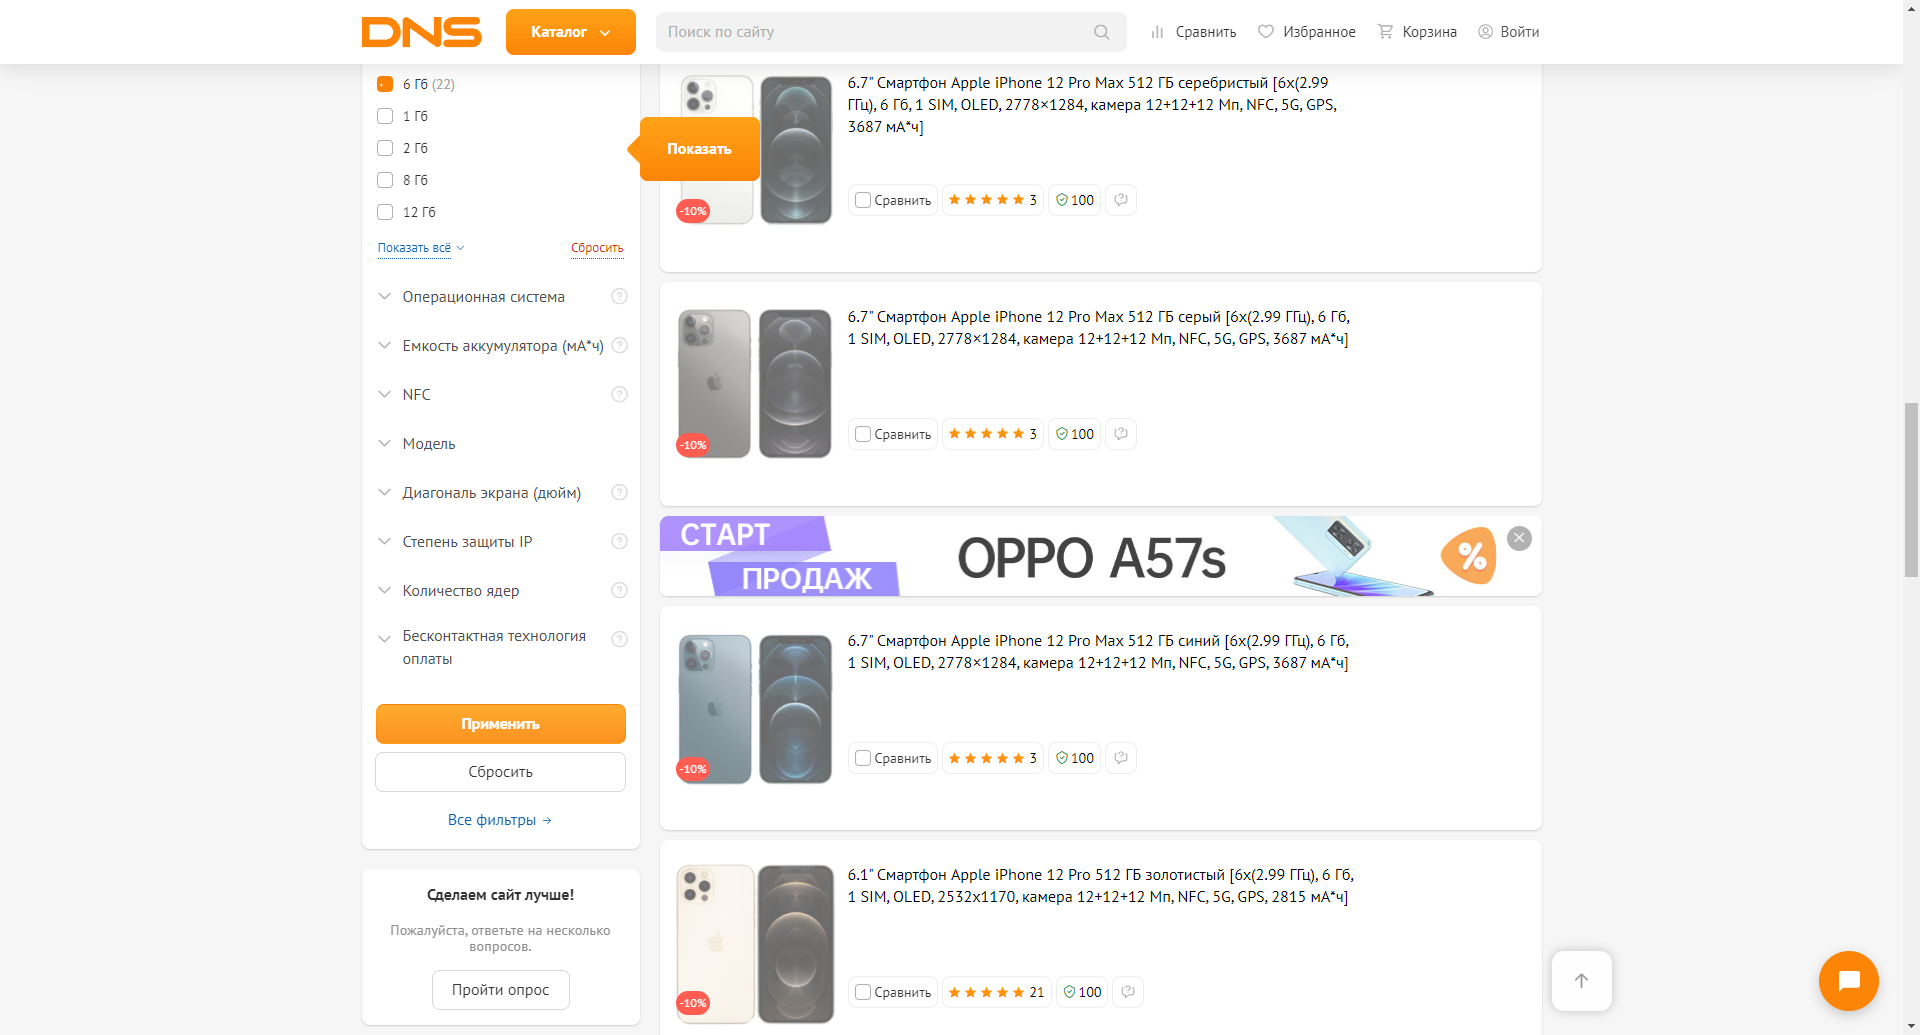 DNS
Каталог
Поиск по сайту
Сравнить
Избранное
Корзина
Войти
6 Гб (22)
1 Гб
2 Гб
8 Гб
12 Гб
Показать всё
Сбросить
Показать
Операционная система
Емкость аккумулятора (мА*ч)
NFC
Модель
Диагональ экрана (дюйм)
Степень защиты IP
Количество ядер
Бесконтактная технология
оплаты
Применить
Сбросить
Все фильтры →
Сделаем сайт лучше!
Пожалуйста, ответьте на несколько
вопросов.
Пройти опрос
6.7" Смартфон Apple iPhone 12 Pro Max 512 ГБ серебристый [6x(2.99
ГГц), 6 Гб, 1 SIM, OLED, 2778×1284, камера 12+12+12 Мп, NFC, 5G, GPS,
3687 мА*ч]
-10%
Сравнить
3
100
6.7" Смартфон Apple iPhone 12 Pro Max 512 ГБ серый [6x(2.99 ГГц), 6 Гб,
1 SIM, OLED, 2778×1284, камера 12+12+12 Мп, NFC, 5G, GPS, 3687 мА*ч]
-10%
Сравнить
3
100
СТАРТ
ПРОДАЖ
OPPO A57s
%
6.7" Смартфон Apple iPhone 12 Pro Max 512 ГБ синий [6x(2.99 ГГц), 6 Гб,
1 SIM, OLED, 2778×1284, камера 12+12+12 Мп, NFC, 5G, GPS, 3687 мА*ч]
-10%
Сравнить
3
100
6.1" Смартфон Apple iPhone 12 Pro 512 ГБ золотистый [6x(2.99 ГГц), 6 Гб,
1 SIM, OLED, 2532x1170, камера 12+12+12 Мп, NFC, 5G, GPS, 2815 мА*ч]
-10%
Сравнить
21
100